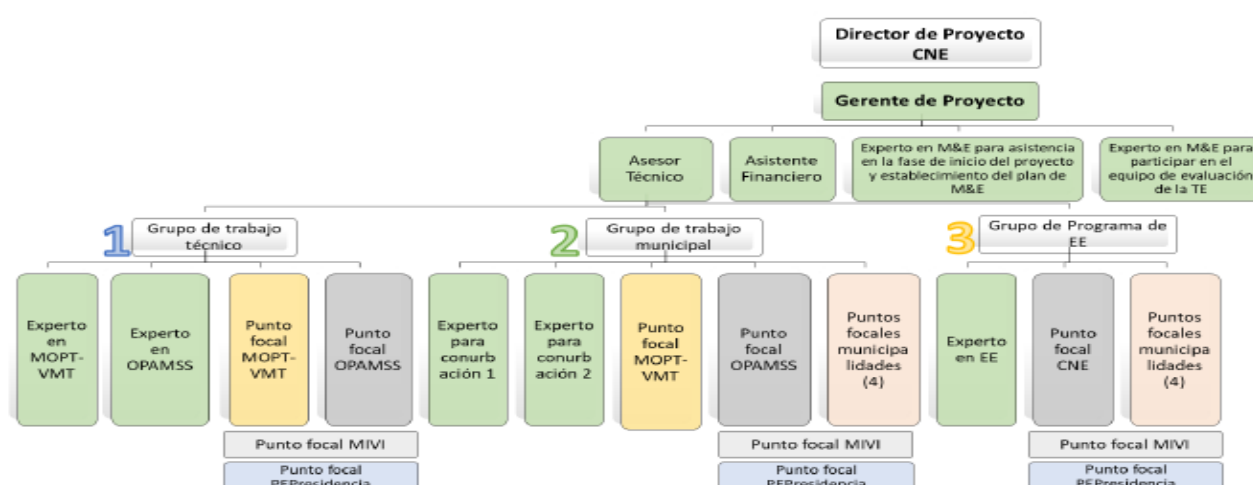 Director de Proyecto
CNE
Gerente de Proyecto
Asesor
Técnico
Asistente
Financiero
Experto en M&E para asistencia
en la fase de inicio del proyecto
y establecimiento del plan de
M&E
Experto en M&E para
participar en el
equipo de evaluación
de la TE
1
Grupo de trabajo
técnico
2
Grupo de trabajo
municipal
3
Grupo de Programa de
EE
Experto
en
MOPT-
VMT
Experto
en
OPAMSS
Punto
focal
MOPT-
VMT
Punto
focal
OPAMSS
Experto
para
conurb
ación 1
Experto
para
conurb
ación 2
Punto
focal
MOPT-
VMT
Punto
focal
OPAMSS
Puntos
focales
municipa
lidades
(4)
Experto
en EE
Punto
focal
CNE
Puntos
focales
municipa
lidades
(4)
Punto focal MIVI
Punto focal
PEPresidencia
Punto focal MIVI
Punto focal
PEPresidencia
Punto focal MIVI
Punto focal
PEPresidencia